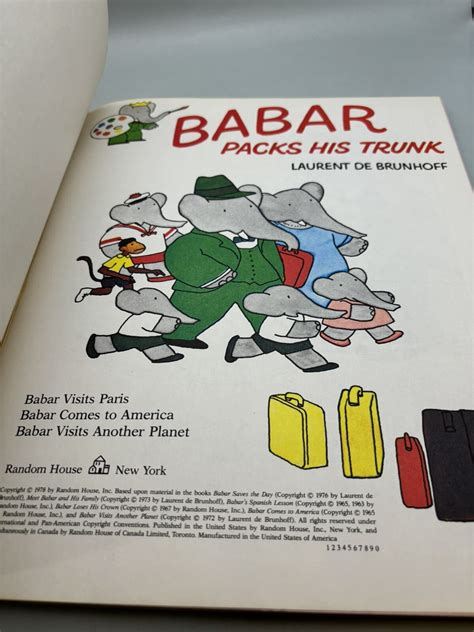 BABAR
PACKS HIS TRUNK
LAURENT DE BRUNHOFF
Babar Visits Paris
Babar Comes to America
Babar Visits Another Planet
Random House New York
Copyright © 1978 by Random House, Inc. Based upon material in the books Babar Saves the Day (Copyright © 1976 by Laurent de
Brunhoff), Meet Babar and His Family (Copyright © 1973 by Laurent de Brunhoff), Babar's Spanish Lesson (Copyright © 1965, 1963 by
Random House, Inc.), Babar Loses His Crown (Copyright © 1967 by Random House, Inc.), Babar Comes to America (Copyright © 1965
Random House, Inc.), and Babar Visits Another Planet (Copyright © 1972 by Laurent de Brunhoff). All rights reserved under
International and Pan-American Copyright Conventions. Published in the United States by Random House, Inc., New York, and
simultaneously in Canada by Random House of Canada Limited, Toronto. Manufactured in the United States of America
1234567890